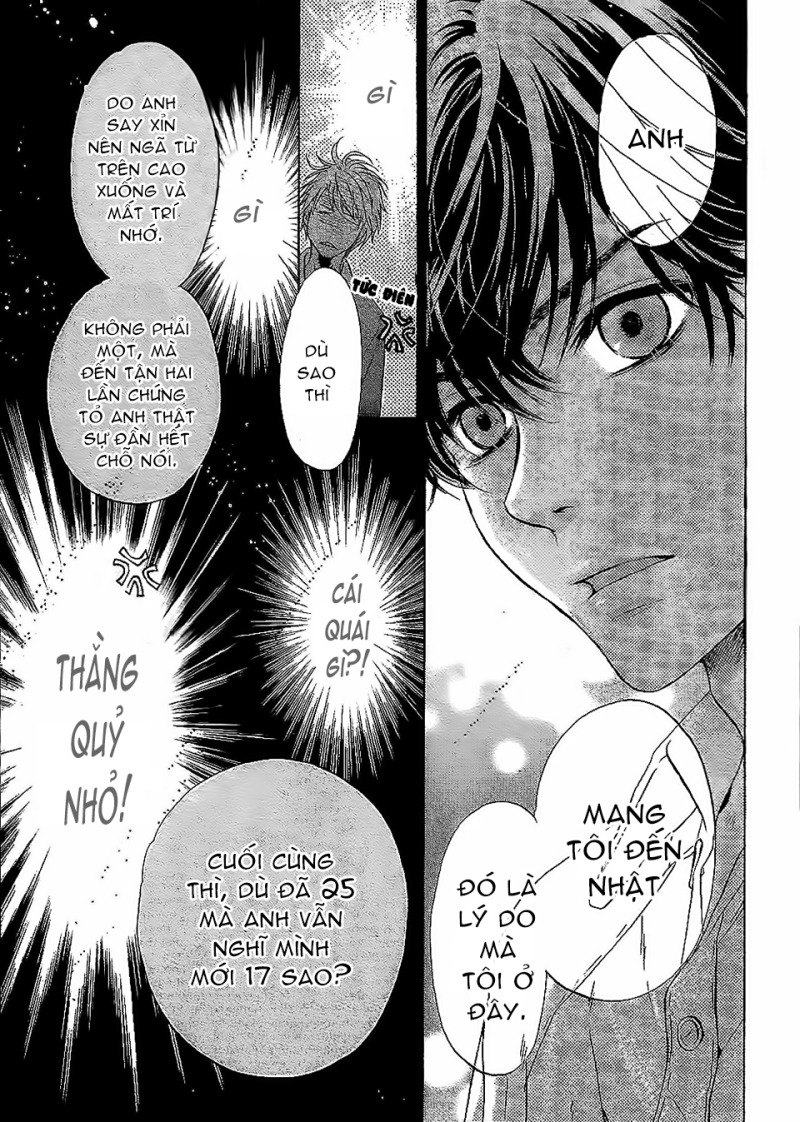 ANH
MANG
TÔI ĐẾN
NHẬT
ĐÓ LÀ
LÝ DO
MÀ
TÔI Ở
ĐÂY.
GÌ
TỨC ĐIÊN
DÙ
SAO
THÌ
GÌ
DO ANH
SAY XỈN
NÊN NGÃ TỪ
TRÊN CAO
XUỐNG VÀ
MẤT TRÍ
NHỚ.
KHÔNG PHẢI
MỘT, MÀ
ĐẾN TẬN HAI
LẦN CHỨNG
TỎ ANH THẬT
SỰ ĐẦN HẾT
CHỖ NÓI.
CÁI
QUÁI
GÌ?!
THẰNG
QUỶ
NHỎ!
CUỐI CÙNG
THÌ, DÙ ĐÃ 25
MÀ ANH VẪN
NGHĨ MÌNH
MỚI 17 SAO?